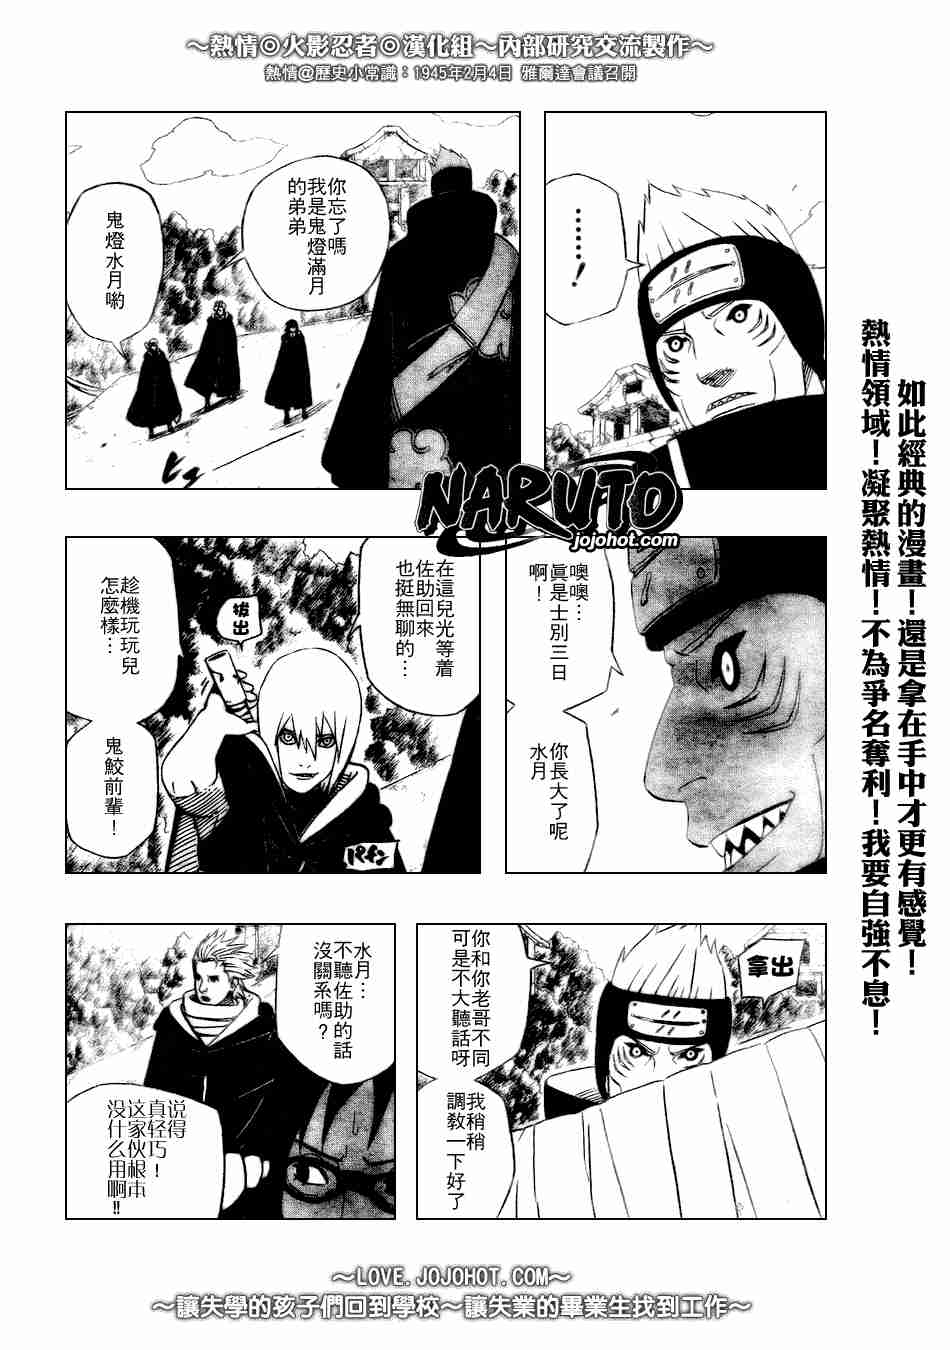 ～熱情◎火影忍者◎漢化組～內部研究交流製作～
熱情@歷史小常識：1945年2月4日 雅爾達會議召開
⋯⋯！
你忘了嗎
我是鬼燈滿月
的弟弟
鬼燈水月喲
NARUTO
jojohot.com
噢噢…
真是士別三日
啊！
你長大了呢
水月
在這兒光等着
佐助回來
也挺無聊的…
拔出
趁機玩玩兒
怎麼樣…
鬼鮫前輩！
パイン
拿出
你和你老哥不同
可是不大聽話呀
我稍稍
調教一下好了
水月…
不聽佐助的話
沒關系嗎？
说得
真轻巧！
这家伙根本
没什么用啊!!
如此經典的漫畫！還是拿在手中才更有感覺！
熱情領域！凝聚熱情！不為爭名奪利！我要自強不息！
～LOVE.JOJOHOT.COM～
～讓失學的孩子們回到學校～讓失業的畢業生找到工作～